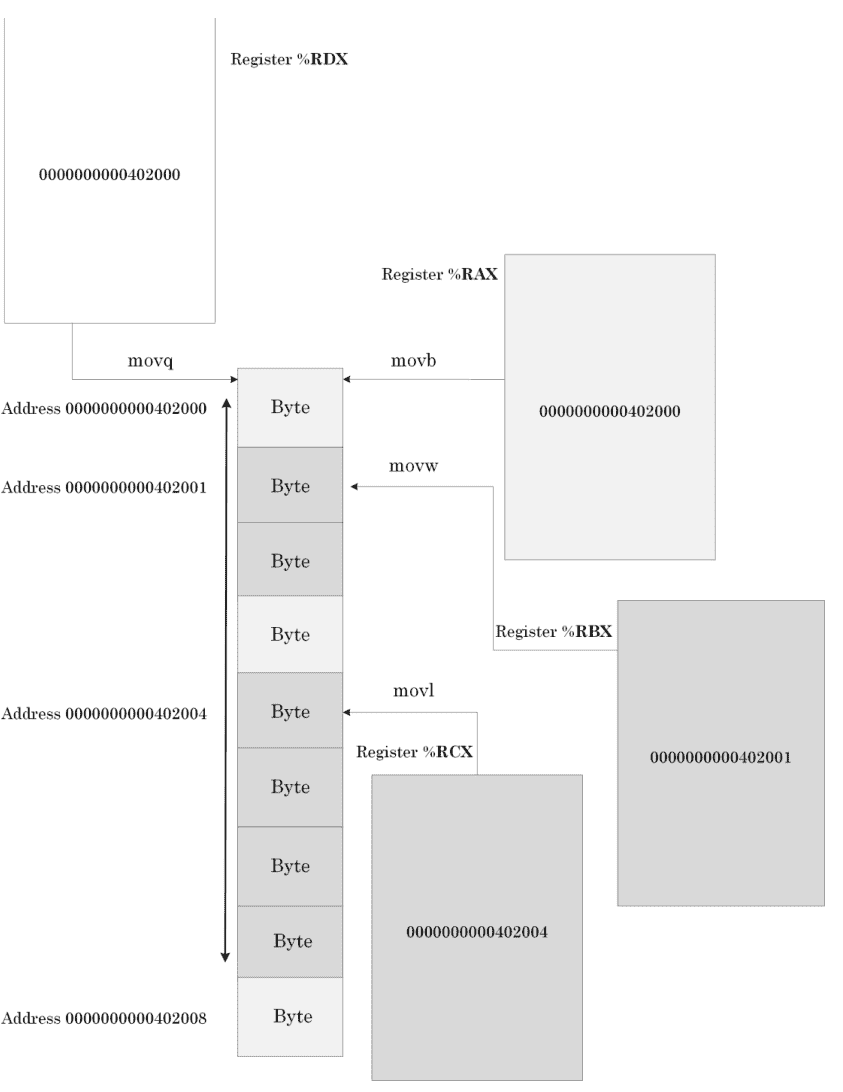 Register %RDX
0000000000402000
Register %RAX
movq
movb
Address 0000000000402000
Byte
0000000000402000
movw
Address 0000000000402001
Byte
Byte
Byte
Register %RBX
movl
Address 0000000000402004
Byte
Register %RCX
0000000000402001
Byte
Byte
0000000000402004
Byte
Address 0000000000402008
Byte